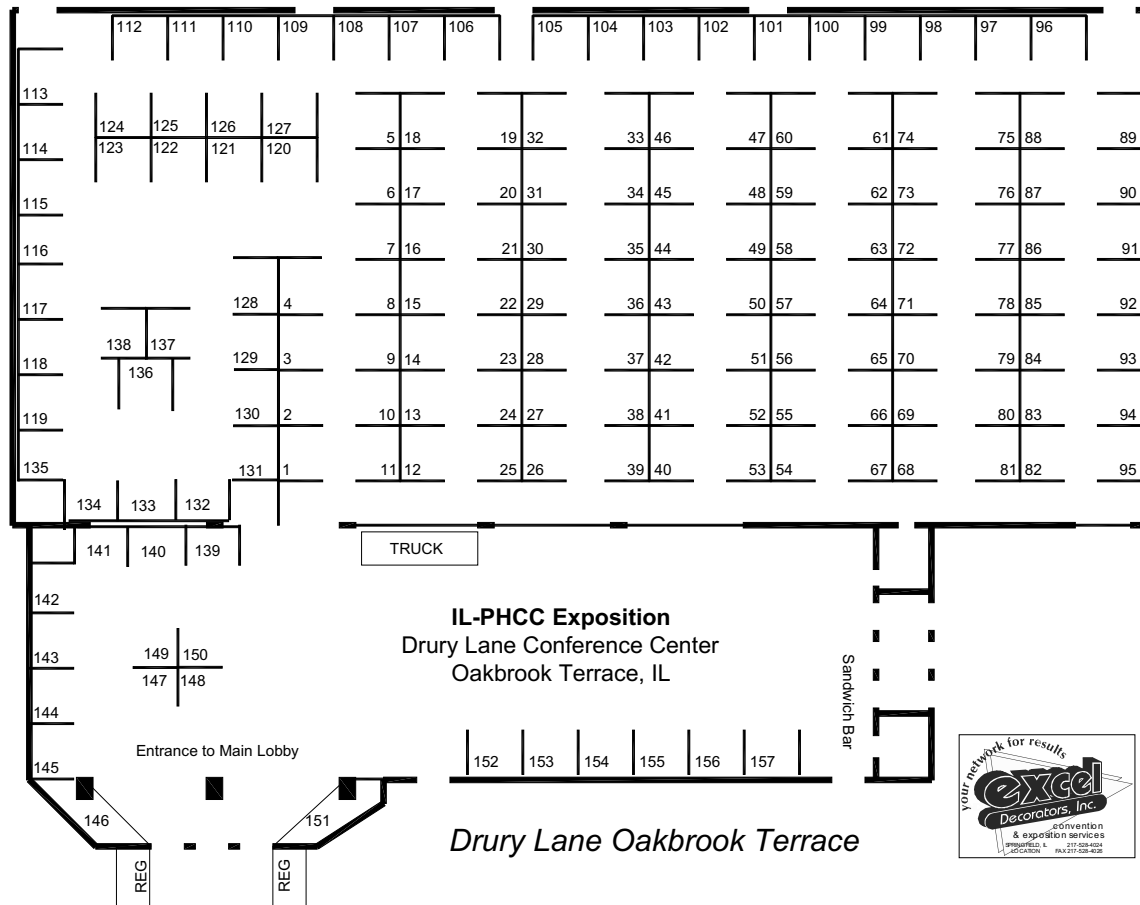 112 111 110 109 108 107 106 105 104 103 102 101 100 99 98 97 96
113
124 125 126 127
123 122 121 120
5 18 19 32 33 46 47 60 61 74 75 88 89
114
6 17 20 31 34 45 48 59 62 73 76 87 90
115
7 16 21 30 35 44 49 58 63 72 77 86 91
116
128 4 8 15 22 29 36 43 50 57 64 71 78 85 92
117
138 137
129 3 9 14 23 28 37 42 51 56 65 70 79 84 93
118
136
130 2 10 13 24 27 38 41 52 55 66 69 80 83 94
119
135
131 1 11 12 25 26 39 40 53 54 67 68 81 82 95
134 133 132
141 140 139
TRUCK
142
IL-PHCC Exposition
Drury Lane Conference Center
Oakbrook Terrace, IL
143
149 150
147 148
144
Sandwich Bar
Entrance to Main Lobby
145
152 153 154 155 156 157
146
151
REG
REG
Drury Lane Oakbrook Terrace
your network for results
excel
Decorators, Inc.
convention
& exposition services
SPRINGFIELD, IL 217-528-4024
LOCATION FAX 217-528-4026